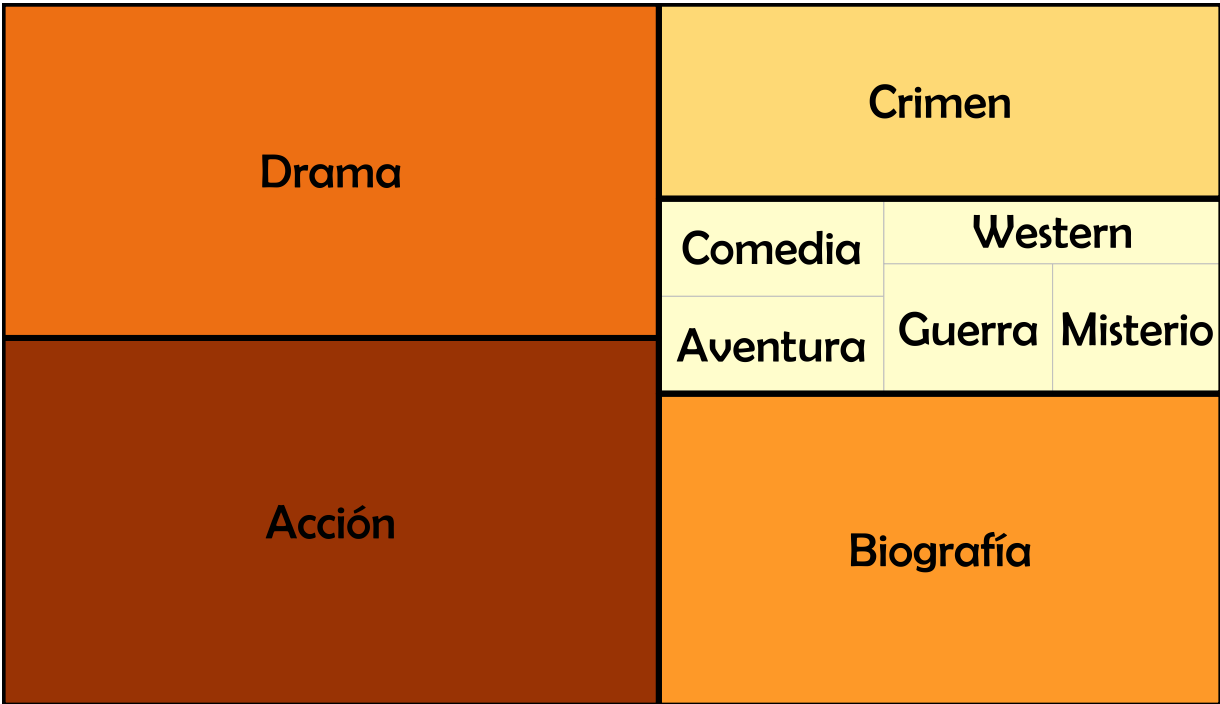 Drama
Acción
Crimen
Comedia
Aventura
Western
Guerra
Misterio
Biografía